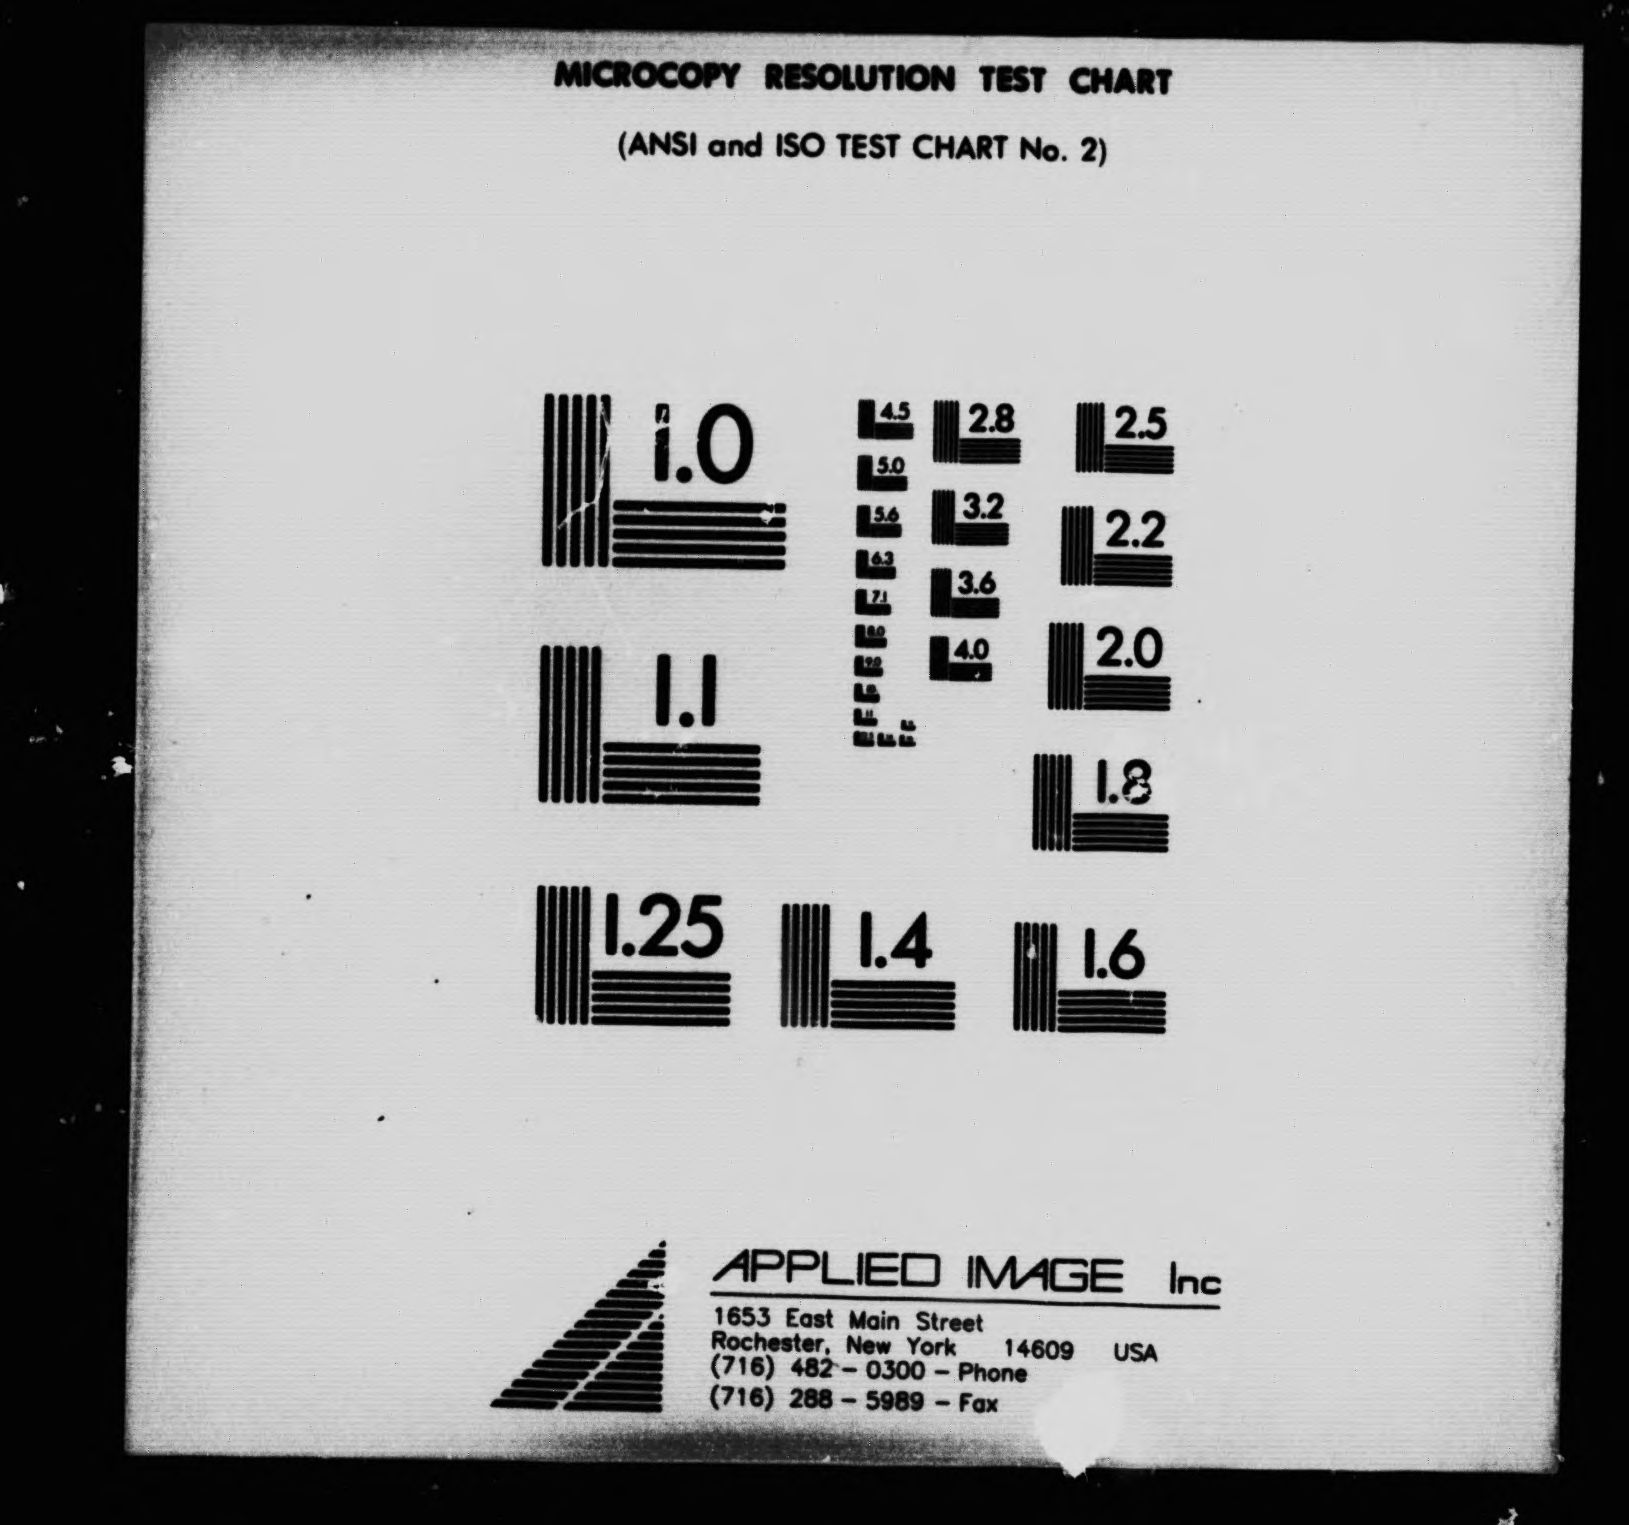 MICROCOPY RESOLUTION TEST CHART
(ANSI and ISO TEST CHART No. 2)
1.0
1.1
1.25
1.4
1.6
4.5
5.0
5.6
6.3
7.1
8.0
9.0
2.8
3.2
3.6
4.0
2.5
2.2
2.0
1.8
APPLIED IMAGE Inc
1653 East Main Street
Rochester, New York 14609 USA
(716) 482 - 0300 - Phone
(716) 288 - 5989 - Fax